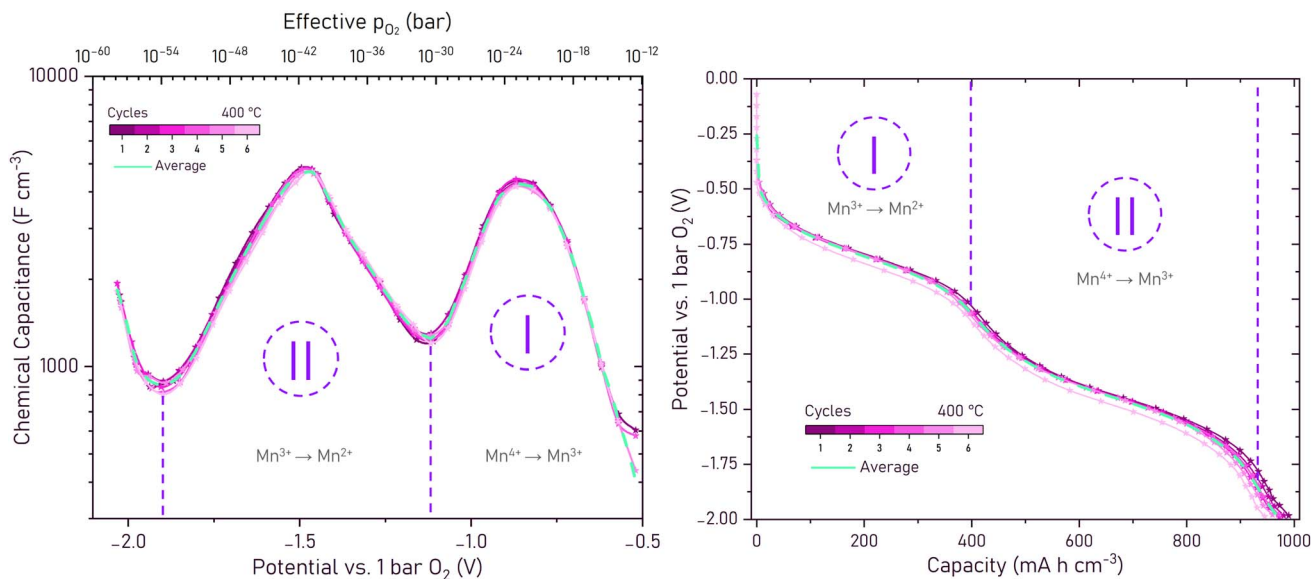 Effective pO₂ (bar)
10⁻⁶⁰ 10⁻⁵⁴ 10⁻⁴⁸ 10⁻⁴² 10⁻³⁶ 10⁻³⁰ 10⁻²⁴ 10⁻¹⁸ 10⁻¹²
10000
1000
Chemical Capacitance (F cm⁻³)
Cycles 400 °C
1 2 3 4 5 6
Average
II
I
Mn³⁺ → Mn²⁺
Mn⁴⁺ → Mn³⁺
−2.0 −1.5 −1.0 −0.5
Potential vs. 1 bar O₂ (V)
0.00
−0.25
−0.50
−0.75
−1.00
−1.25
−1.50
−1.75
−2.00
Potential vs. 1 bar O₂ (V)
I
Mn³⁺ → Mn²⁺
II
Mn⁴⁺ → Mn³⁺
Cycles 400 °C
1 2 3 4 5 6
Average
0 200 400 600 800 1000
Capacity (mA h cm⁻³)